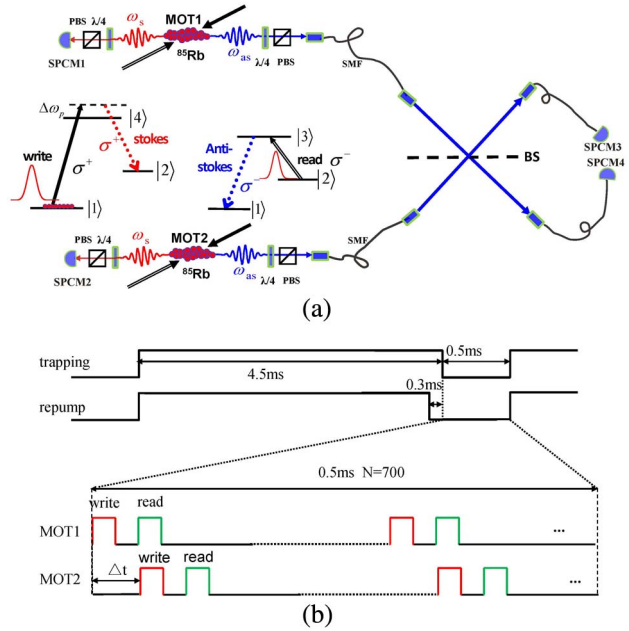 MOT1
PBS λ/4 ωs
SPCM1
85Rb ωas λ/4 PBS
SMF
Δωp
|4⟩
write σ+ σ+ stokes
|2⟩
|1⟩
|3⟩
Anti-stokes
read σ−
σ− |2⟩
|1⟩
BS
SPCM3
SPCM4
MOT2
PBS λ/4 ωs
SPCM2
85Rb ωas
λ/4 PBS
SMF
(a)
trapping
4.5ms
0.5ms
repump
0.3ms
0.5ms N=700
write read
MOT1
...
write read
△t
MOT2
...
(b)